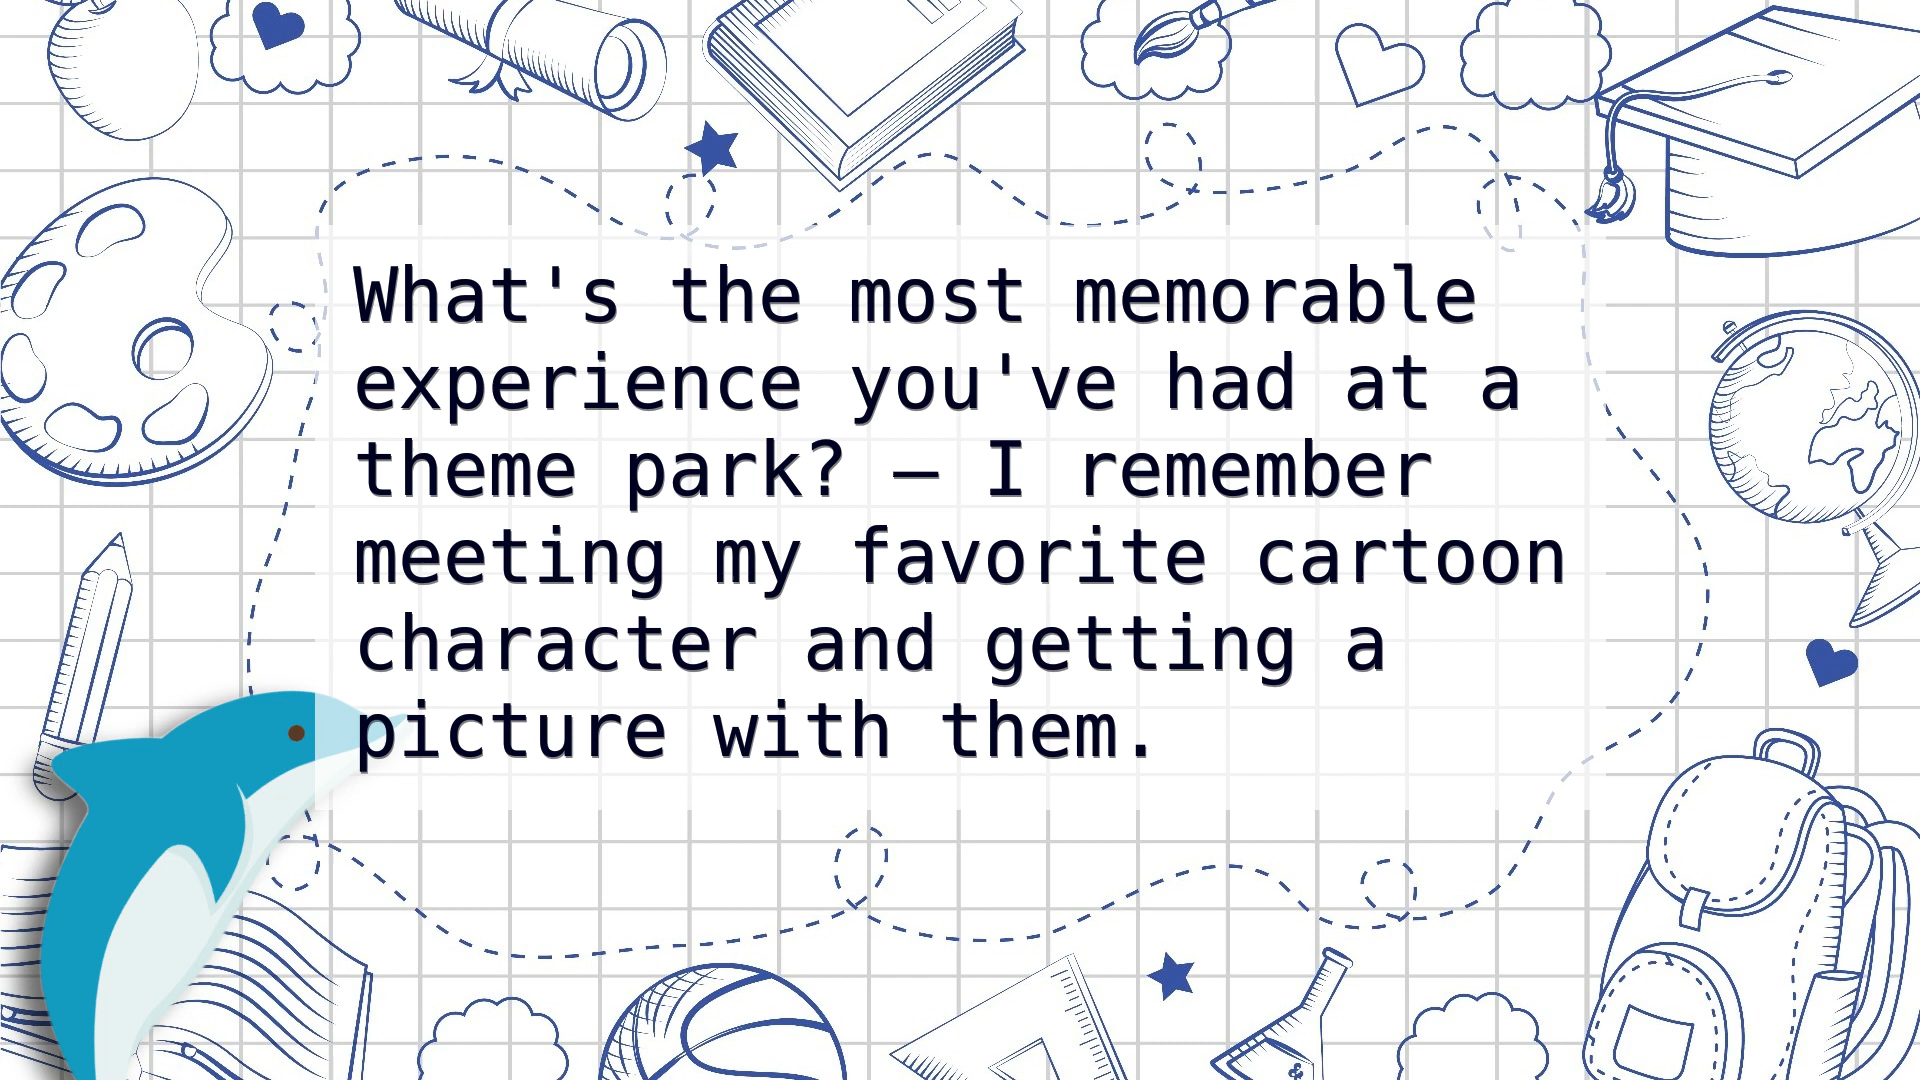 What's the most memorable
experience you've had at a
theme park? – I remember
meeting my favorite cartoon
character and getting a
picture with them.